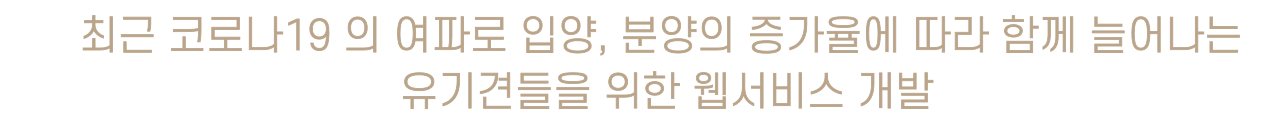 최근 코로나19 의 여파로 입양, 분양의 증가율에 따라 함께 늘어나는
유기견들을 위한 웹서비스 개발